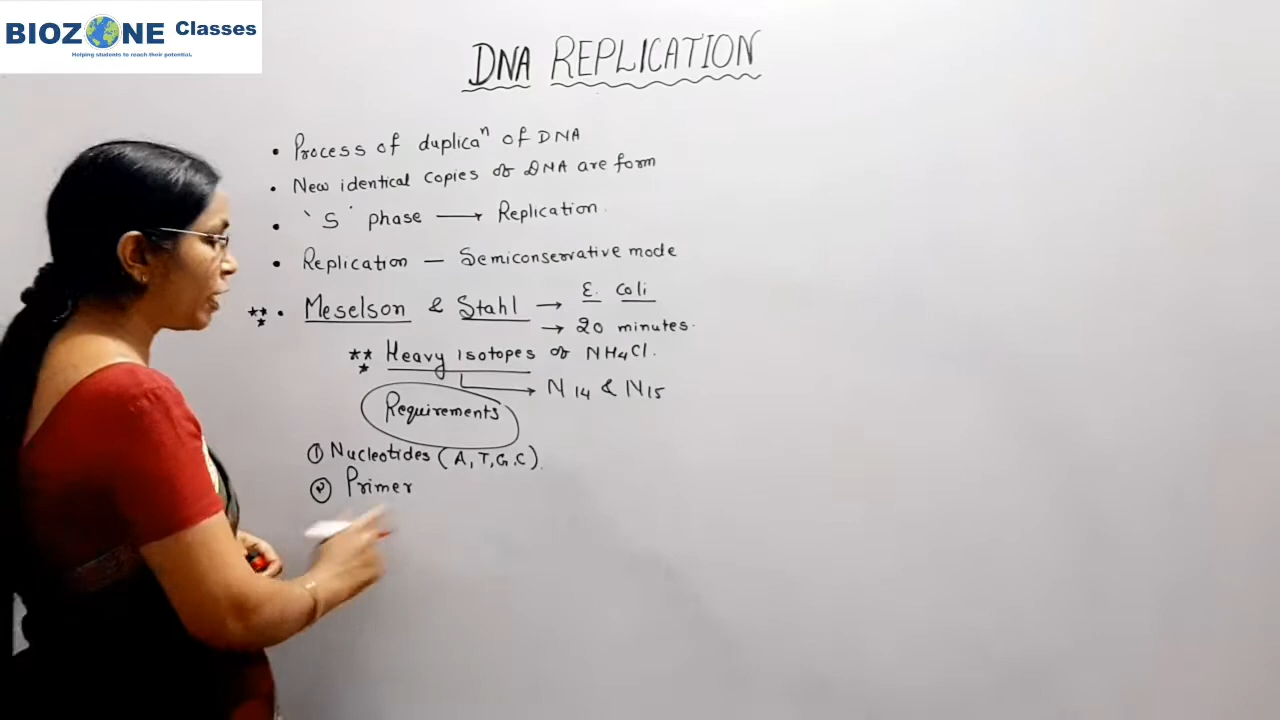 BIOZONE Classes
Helping students to reach their potential.
DNA REPLICATION
• Process of duplicaⁿ of DNA
• New identical copies of DNA are form
• 'S' phase → Replication.
• Replication — Semiconservative mode
*** • Meselson & Stahl → E. Coli
→ 20 minutes.
*** Heavy isotopes of NH4Cl.
→ N14 & N15
Requirements
① Nucleotides (A, T, G, C).
② Primer